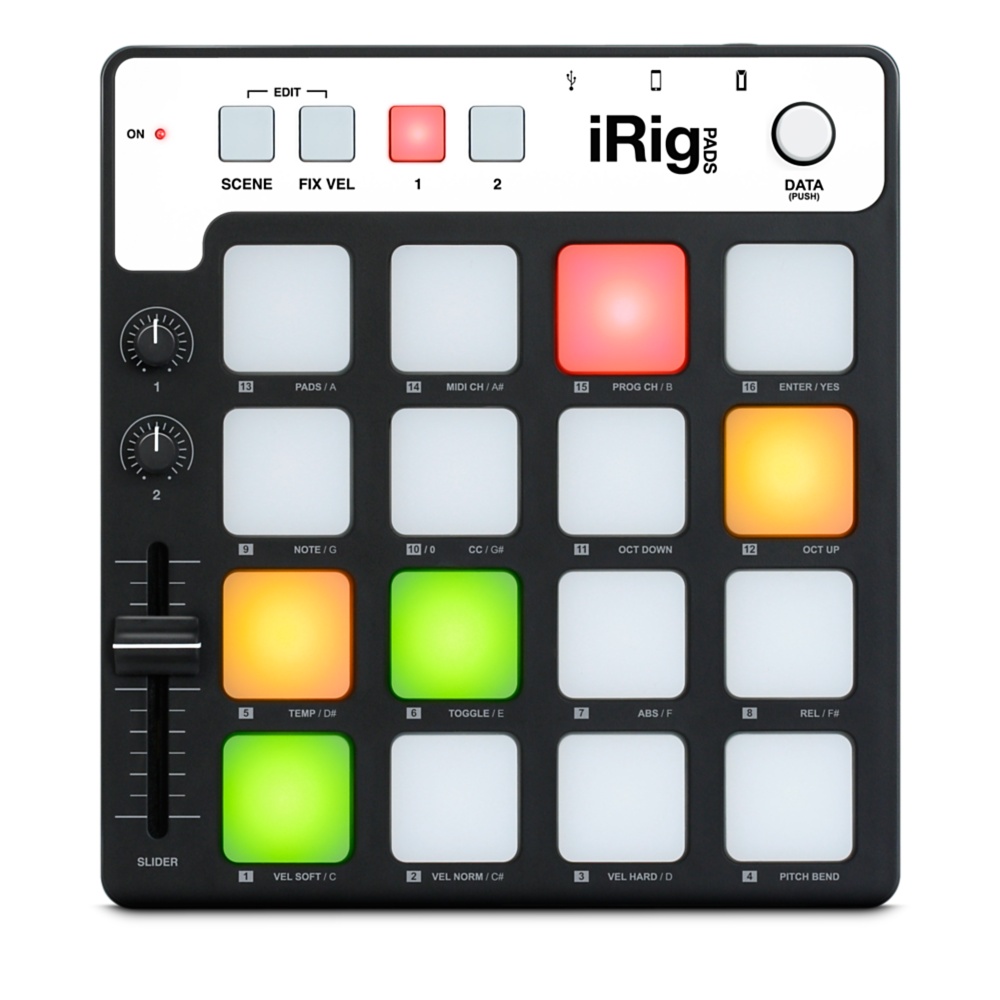 EDIT
ON
SCENE
FIX VEL
1
2
iRig PADS
DATA
(PUSH)
13 PADS / A
14 MIDI CH / A#
15 PROG CH / B
16 ENTER / YES
1
2
9 NOTE / G
10 / 0 CC / G#
11 OCT DOWN
12 OCT UP
5 TEMP / D#
6 TOGGLE / E
7 ABS / F
8 REL / F#
SLIDER
1 VEL SOFT / C
2 VEL NORM / C#
3 VEL HARD / D
4 PITCH BEND